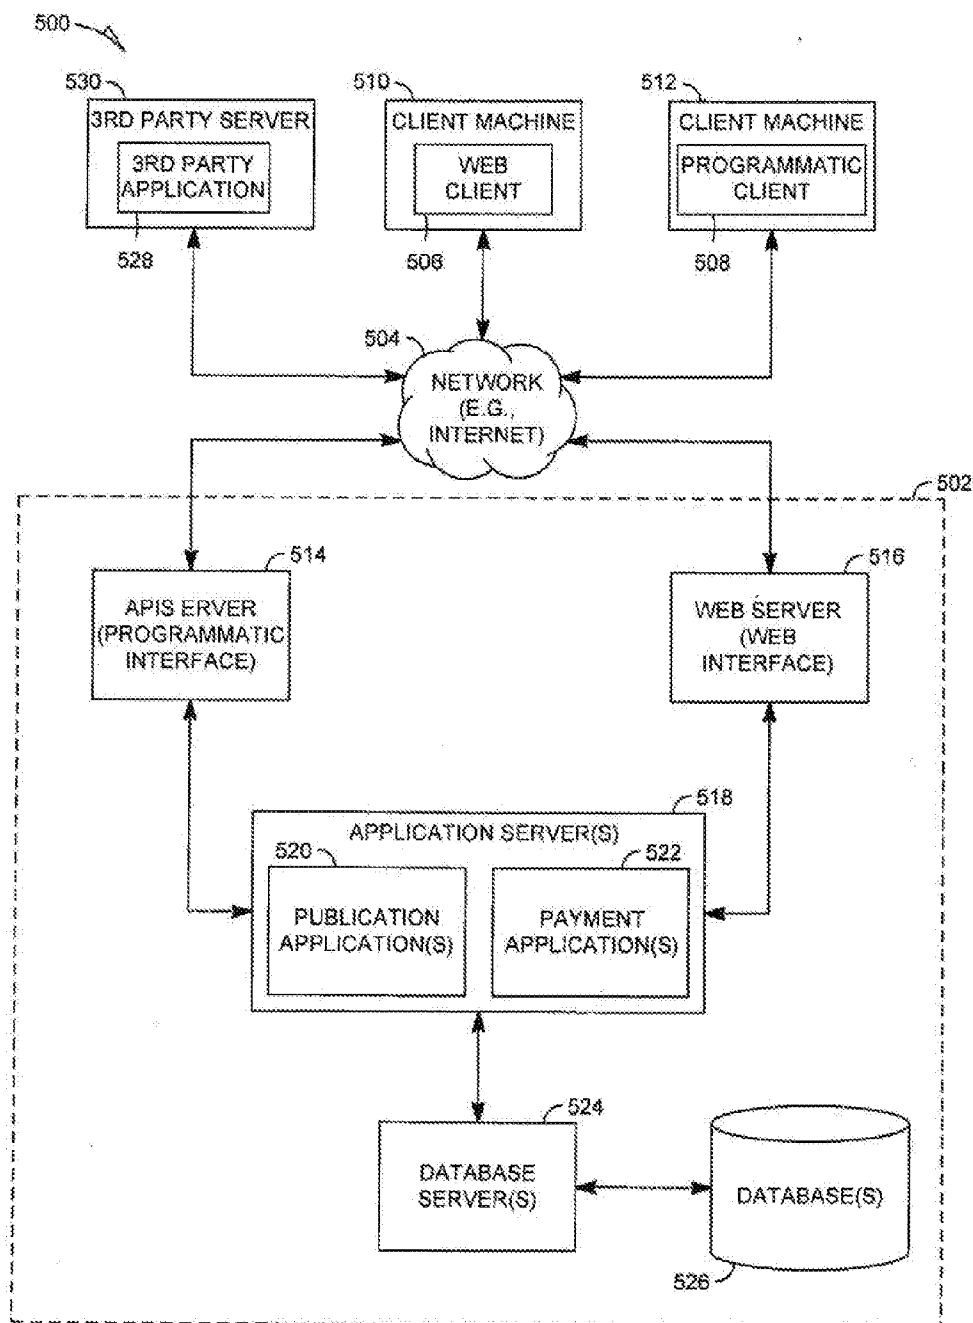 500
530
510
512
3RD PARTY SERVER
3RD PARTY
APPLICATION
528
CLIENT MACHINE
WEB
CLIENT
506
CLIENT MACHINE
PROGRAMMATIC
CLIENT
508
504
NETWORK
(E.G.,
INTERNET)
502
514
APIS ERVER
(PROGRAMMATIC
INTERFACE)
516
WEB SERVER
(WEB
INTERFACE)
518
APPLICATION SERVER(S)
520
PUBLICATION
APPLICATION(S)
522
PAYMENT
APPLICATION(S)
524
DATABASE
SERVER(S)
DATABASE(S)
526